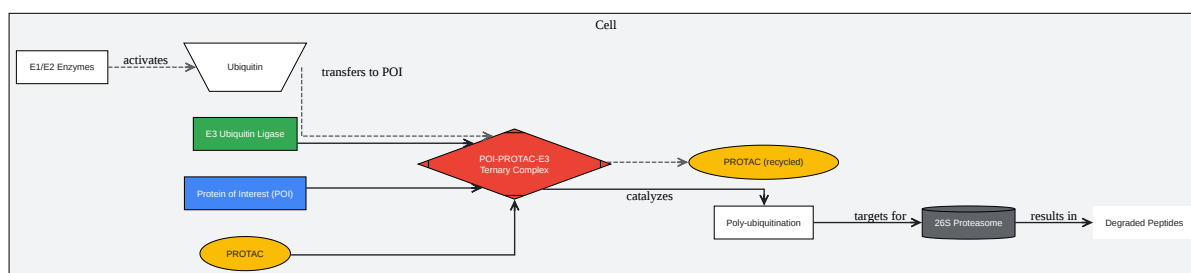 Cell
E1/E2 Enzymes
activates
Ubiquitin
transfers to POI
E3 Ubiquitin Ligase
POI-PROTAC-E3
Ternary Complex
PROTAC (recycled)
Protein of Interest (POI)
catalyzes
Poly-ubiquitination
targets for
26S Proteasome
results in
Degraded Peptides
PROTAC